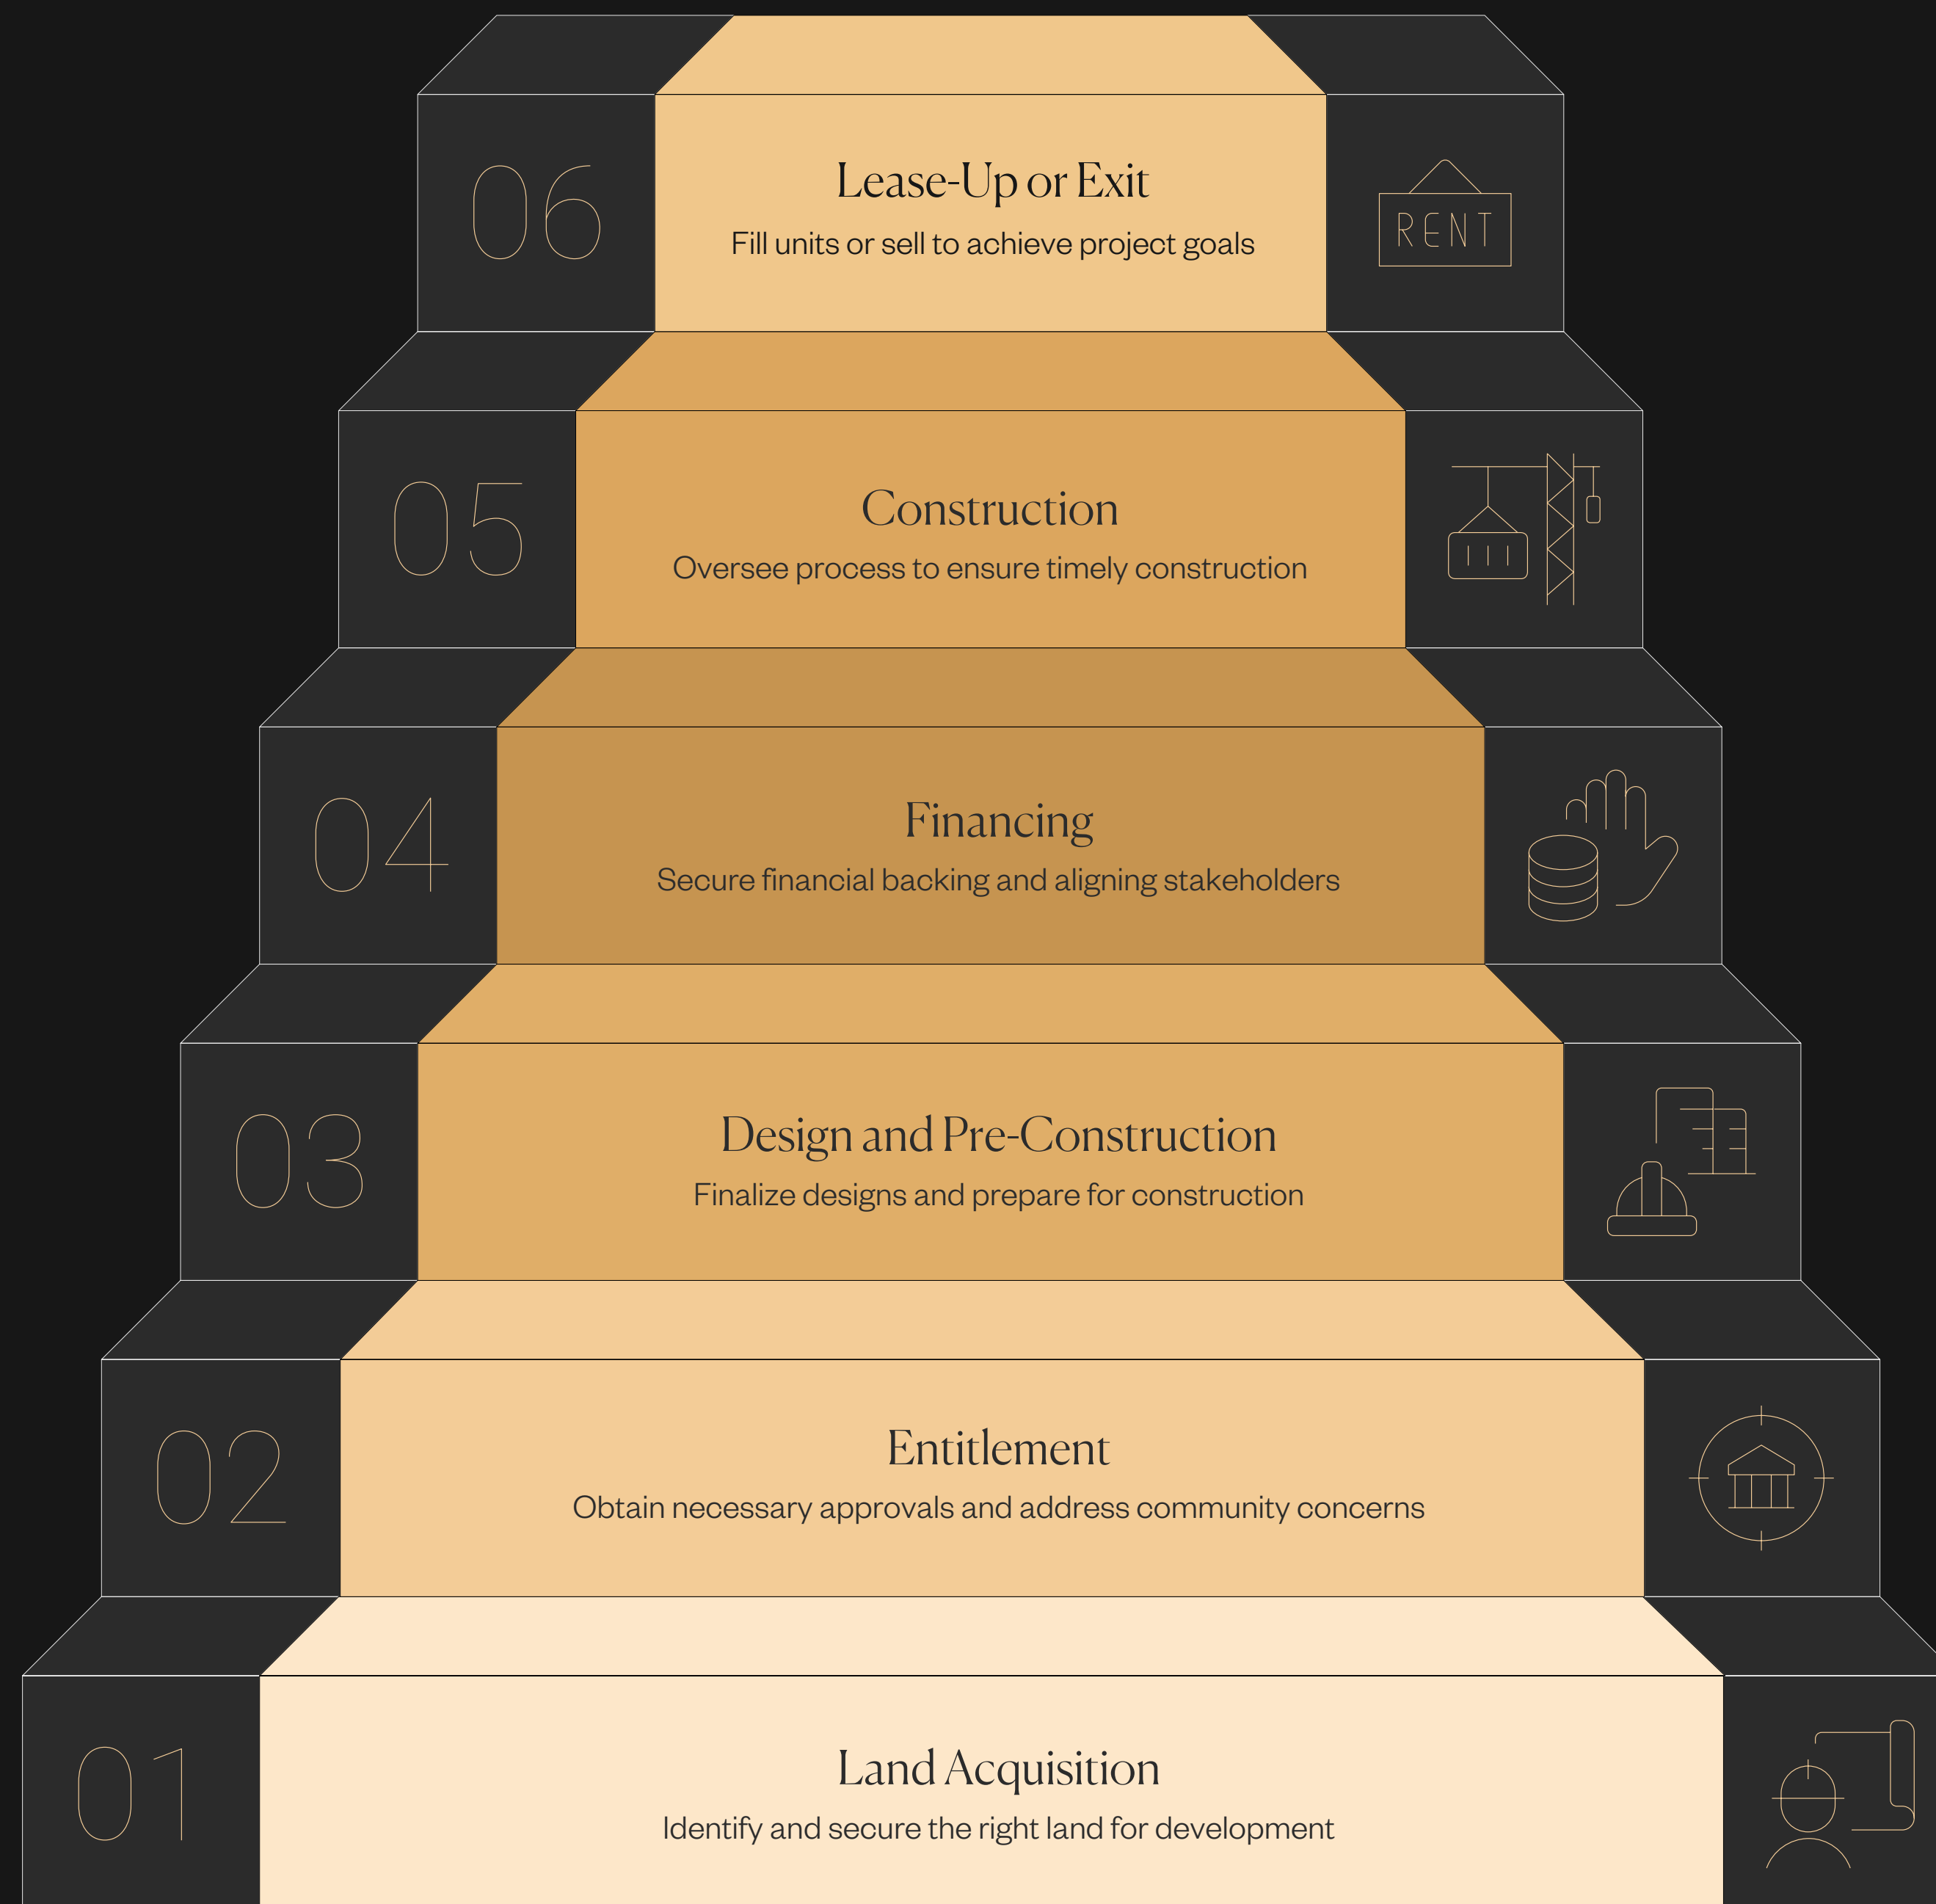 06
Lease-Up or Exit
Fill units or sell to achieve project goals
RENT
05
Construction
Oversee process to ensure timely construction
04
Financing
Secure financial backing and aligning stakeholders
03
Design and Pre-Construction
Finalize designs and prepare for construction
02
Entitlement
Obtain necessary approvals and address community concerns
01
Land Acquisition
Identify and secure the right land for development